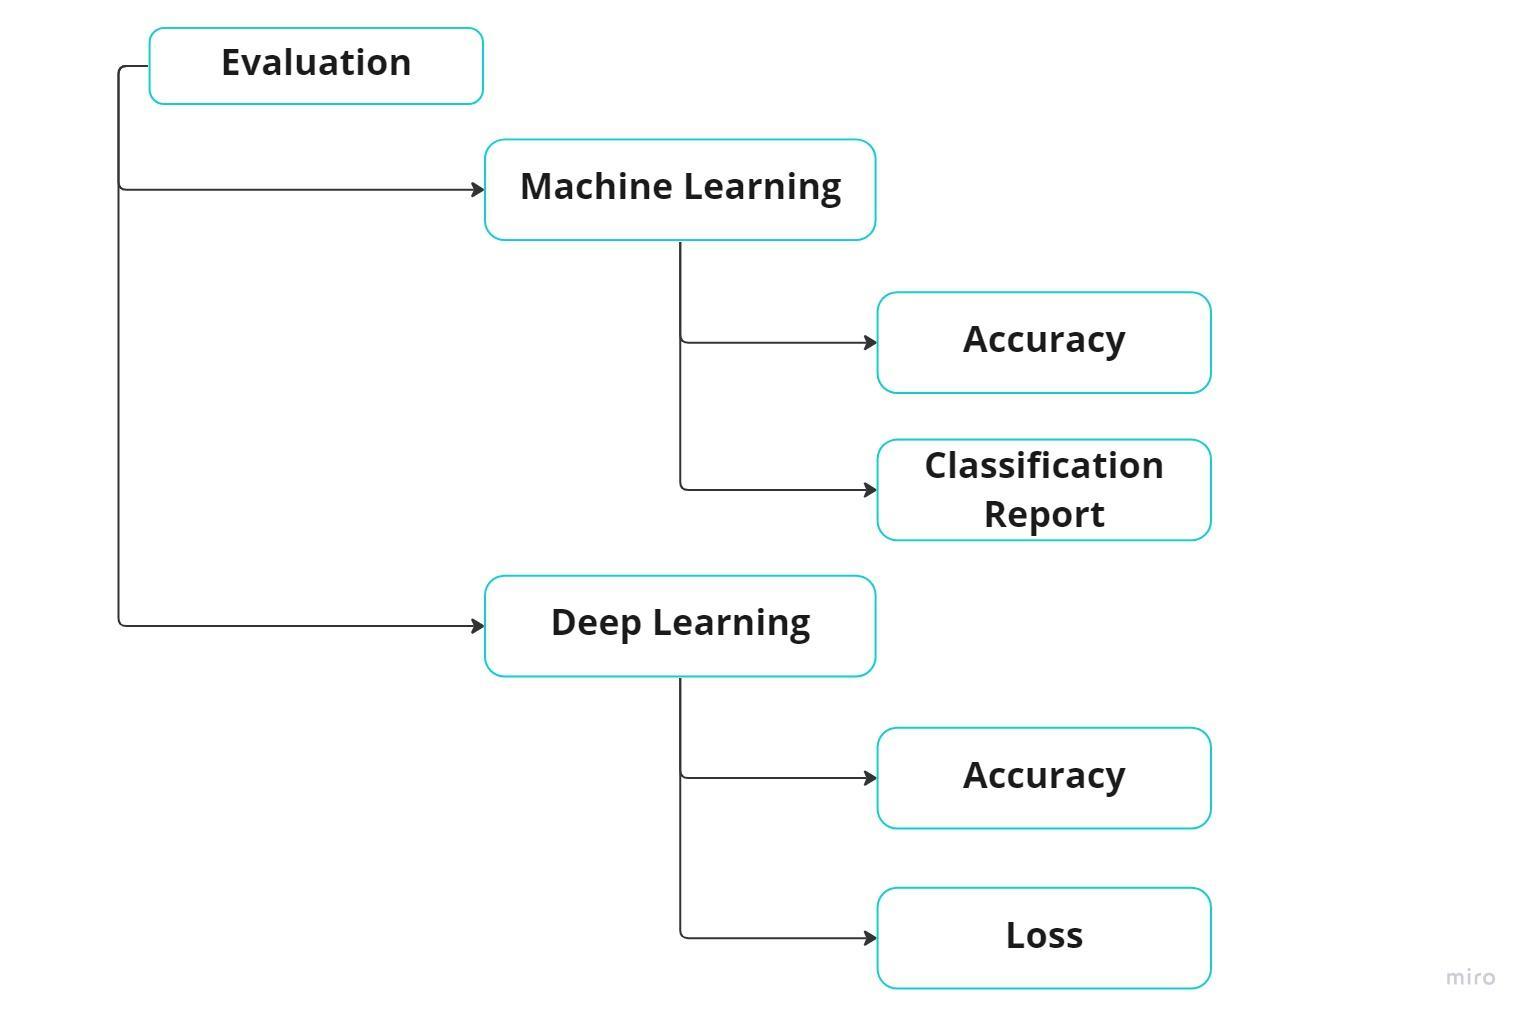 Evaluation
Machine Learning
Accuracy
Classification
Report
Deep Learning
Accuracy
Loss
miro